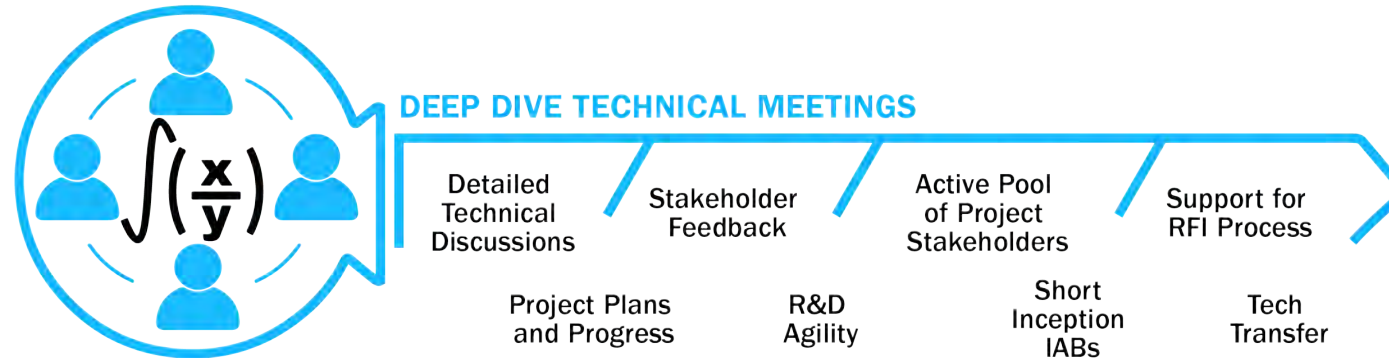 DEEP DIVE TECHNICAL MEETINGS
∫(x/y)
Detailed
Technical
Discussions
Stakeholder
Feedback
Active Pool
of Project
Stakeholders
Support for
RFI Process
Project Plans
and Progress
R&D
Agility
Short
Inception
IABs
Tech
Transfer